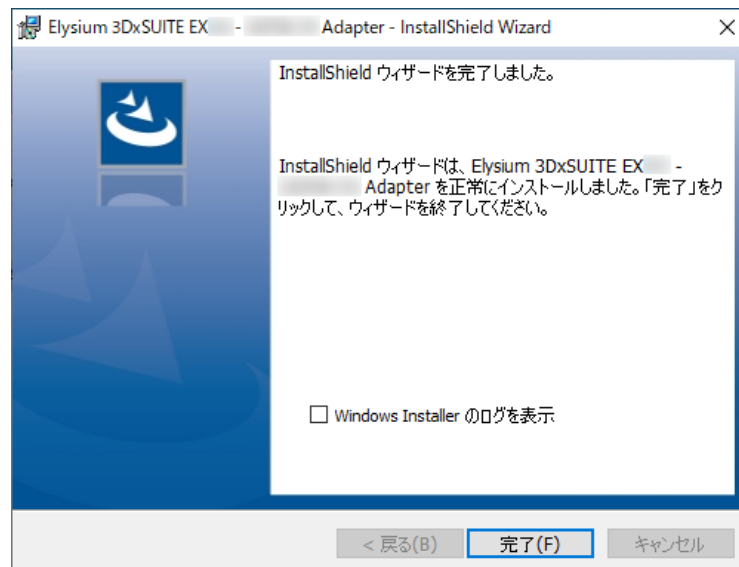 Elysium 3DxSUITE EX - Adapter - InstallShield Wizard
InstallShield ウィザードを完了しました。
InstallShield ウィザードは、Elysium 3DxSUITE EX -
Adapter を正常にインストールしました。「完了」をク
リックして、ウィザードを終了してください。
Windows Installer のログを表示
< 戻る(B)
完了(F)
キャンセル